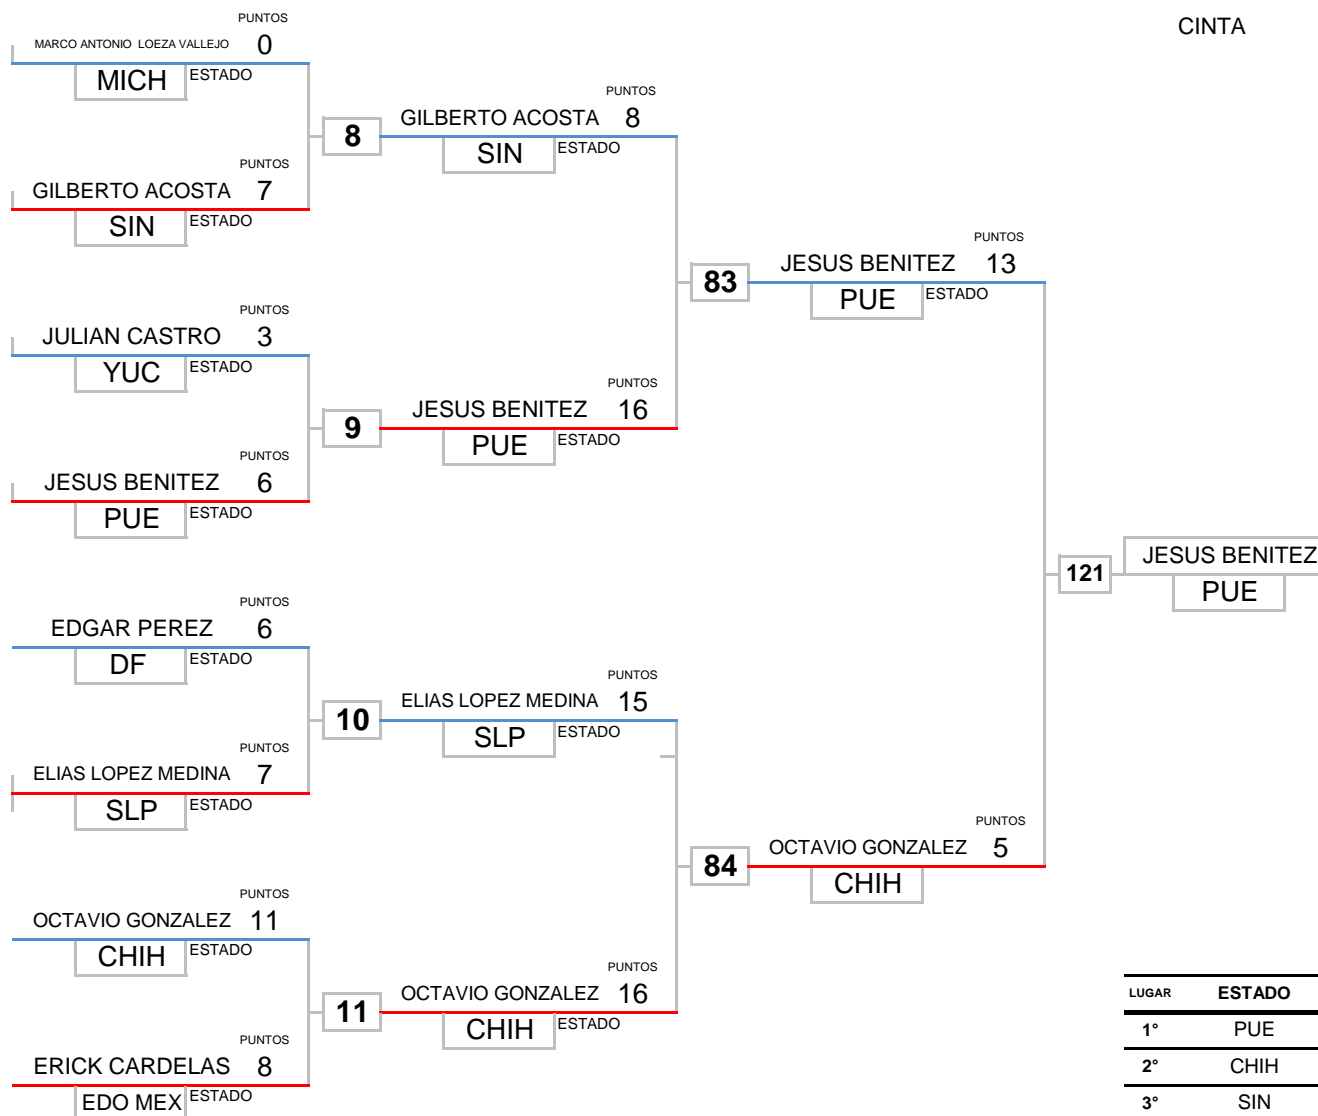 PUNTOS
CINTA
MARCO ANTONIO LOEZA VALLEJO 0
MICH ESTADO
PUNTOS
GILBERTO ACOSTA 8
8
SIN ESTADO
PUNTOS
GILBERTO ACOSTA 7
SIN ESTADO
PUNTOS
JESUS BENITEZ 13
83
PUE ESTADO
PUNTOS
JULIAN CASTRO 3
YUC ESTADO
PUNTOS
JESUS BENITEZ 16
9
PUE ESTADO
PUNTOS
JESUS BENITEZ 6
PUE ESTADO
JESUS BENITEZ
121
PUE
PUNTOS
EDGAR PEREZ 6
DF ESTADO
PUNTOS
ELIAS LOPEZ MEDINA 15
10
SLP ESTADO
PUNTOS
ELIAS LOPEZ MEDINA 7
SLP ESTADO
PUNTOS
OCTAVIO GONZALEZ 5
84
CHIH
PUNTOS
OCTAVIO GONZALEZ 11
CHIH ESTADO
PUNTOS
OCTAVIO GONZALEZ 16
11
CHIH ESTADO
PUNTOS
ERICK CARDELAS 8
EDO MEX ESTADO
LUGAR ESTADO
1° PUE
2° CHIH
3° SIN